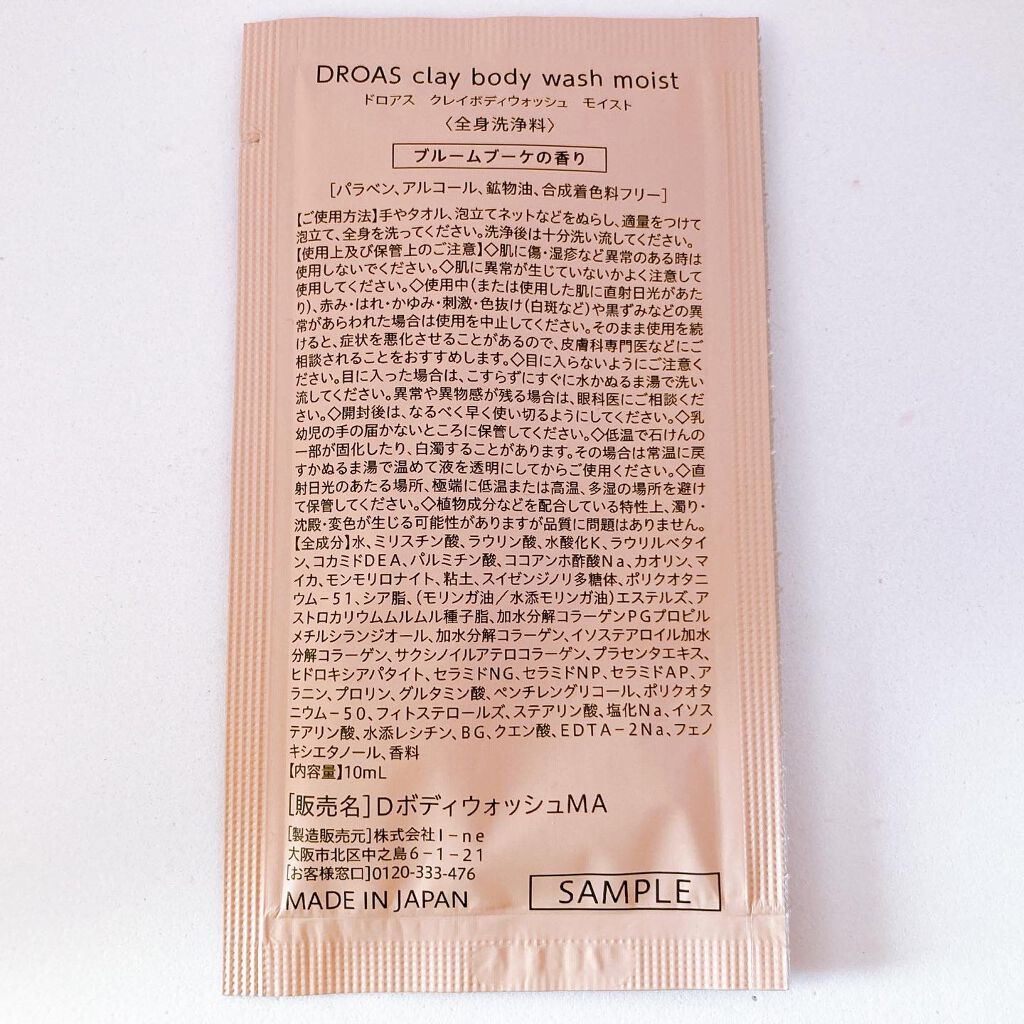 DROAS clay body wash moist
ドロアス クレイボディウォッシュ モイスト
〈全身洗浄料〉
ブルームブーケの香り
[パラベン、アルコール、鉱物油、合成着色料フリー]
【ご使用方法】手やタオル、泡立てネットなどをぬらし、適量をつけて
泡立て、全身を洗ってください。洗浄後は十分洗い流してください。
【使用上及び保管上のご注意】◇肌に傷・湿疹など異常のある時は
使用しないでください。◇肌に異常が生じていないかよく注意して
使用してください。◇使用中(または使用した肌に直射日光があた
り)、赤み・はれ・かゆみ・刺激・色抜け(白斑など)や黒ずみなどの異
常があらわれた場合は使用を中止してください。そのまま使用を続
けると、症状を悪化させることがあるので、皮膚科専門医などにご
相談されることをおすすめします。◇目に入らないようにご注意く
ださい。目に入った場合は、こすらずにすぐに水かぬるま湯で洗い
流してください。異常や異物感が残る場合は、眼科医にご相談くだ
さい。◇開封後は、なるべく早く使い切るようにしてください。◇乳
幼児の手の届かないところに保管してください。◇低温で石けんの
一部が固化したり、白濁することがあります。その場合は常温に戻
すかぬるま湯で温めて液を透明にしてからご使用ください。◇直
射日光のあたる場所、極端に低温または高温、多湿の場所を避け
て保管してください。◇植物成分などを配合している特性上、濁り・
沈殿・変色が生じる可能性がありますが品質に問題はありません。
【全成分】水、ミリスチン酸、ラウリン酸、水酸化K、ラウリルベタイ
ン、コカミドDEA、パルミチン酸、ココアンホ酢酸Na、カオリン、マ
イカ、モンモリロナイト、粘土、スイゼンジノリ多糖体、ポリクオタニ
ウム-51、シア脂、(モリンガ油/水添モリンガ油)エステルズ、ア
ストロカリウムムルムル種子脂、加水分解コラーゲンPGプロピル
メチルシランジオール、加水分解コラーゲン、イソステアロイル加水
分解コラーゲン、サクシノイルアテロコラーゲン、プラセンタエキス、
ヒドロキシアパタイト、セラミドNG、セラミドNP、セラミドAP、ア
ラニン、プロリン、グルタミン酸、ペンチレングリコール、ポリクオタ
ニウム-50、フィトステロールズ、ステアリン酸、塩化Na、イソス
テアリン酸、水添レシチン、BG、クエン酸、EDTA-2Na、フェノ
キシエタノール、香料
【内容量】10mL
[販売名]DボディウォッシュMA
[製造販売元]株式会社I-ne
大阪市北区中之島6-1-21
[お客様窓口]0120-333-476
MADE IN JAPAN
SAMPLE